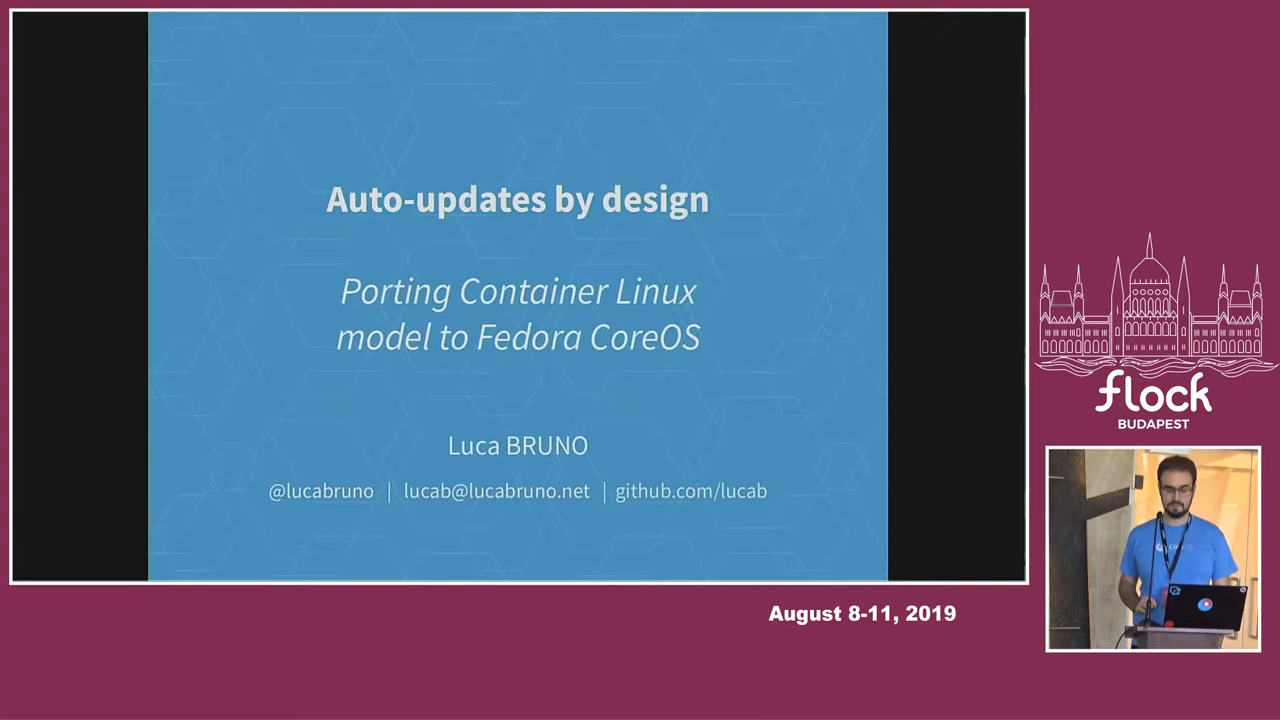 Auto-updates by design
Porting Container Linux
model to Fedora CoreOS
Luca BRUNO
@lucabruno | lucab@lucabruno.net | github.com/lucab
flock
BUDAPEST
August 8-11, 2019